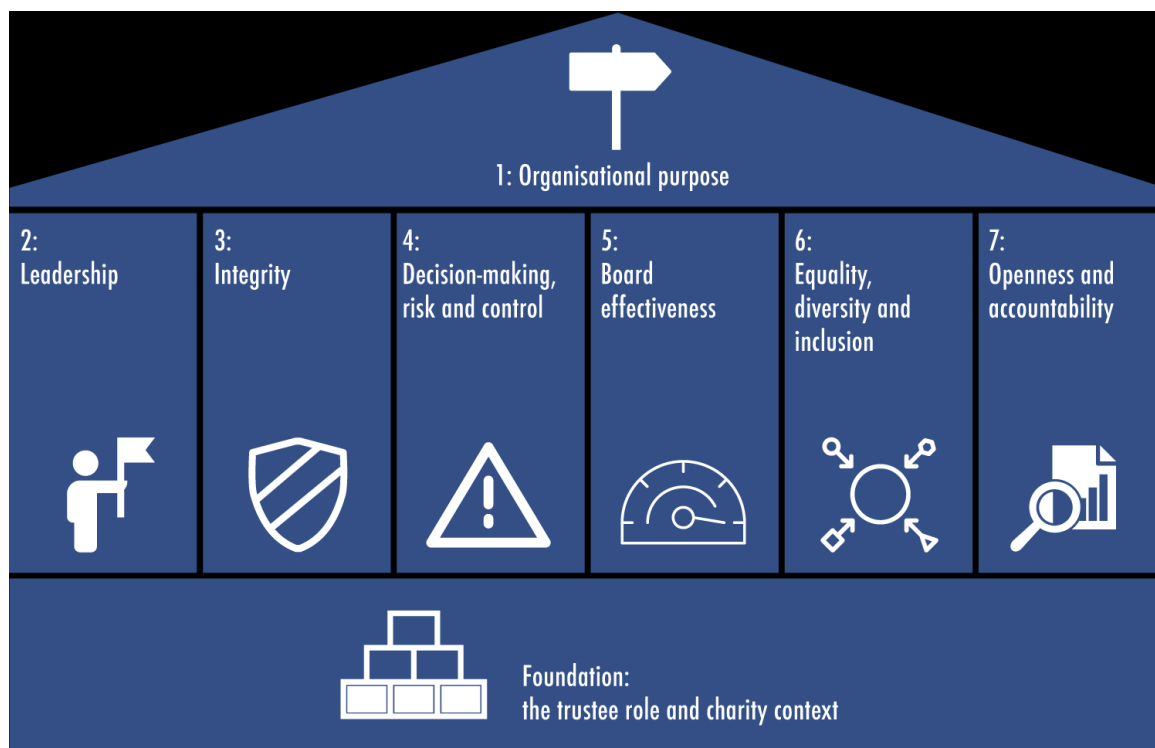 1: Organisational purpose
2:
Leadership
3:
Integrity
4:
Decision-making,
risk and control
5:
Board
effectiveness
6:
Equality,
diversity and
inclusion
7:
Openness and
accountability
Foundation:
the trustee role and charity context